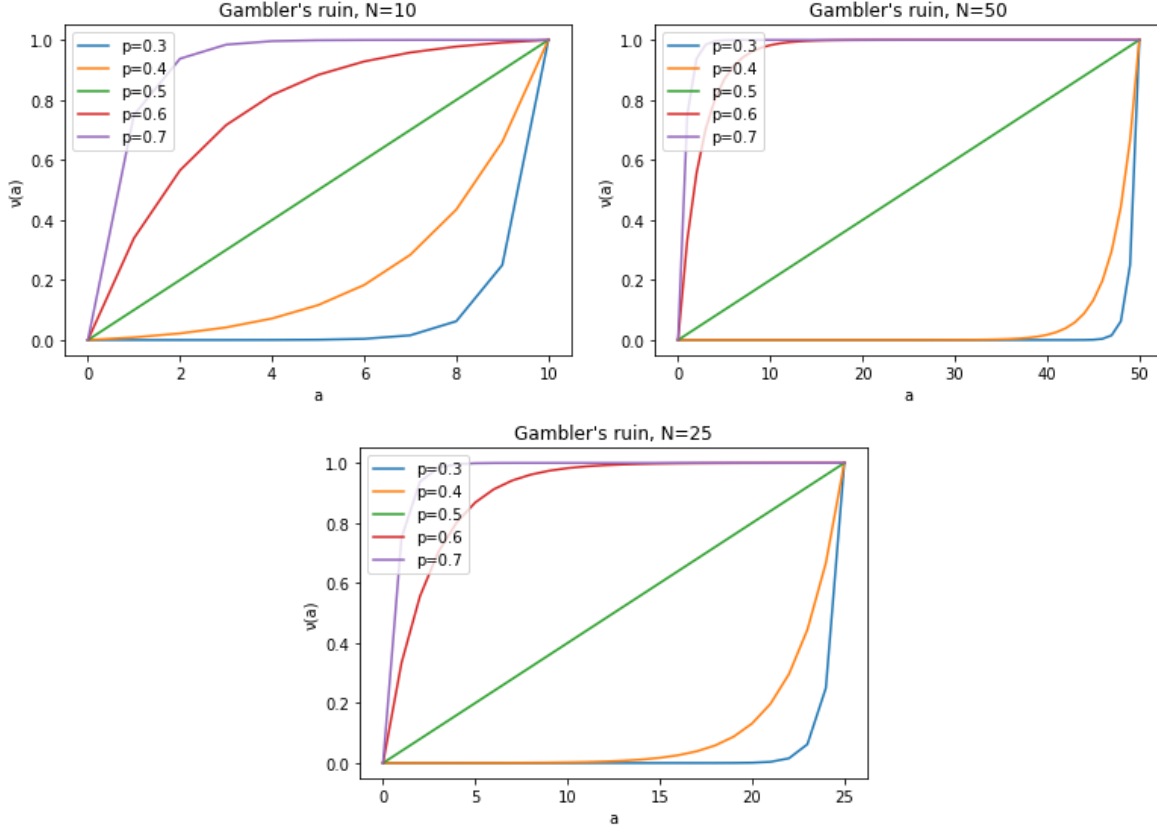 Gambler's ruin, N=10
p=0.3
p=0.4
p=0.5
p=0.6
p=0.7
ν(a)
1.0
0.8
0.6
0.4
0.2
0.0
0 2 4 6 8 10
a
Gambler's ruin, N=50
p=0.3
p=0.4
p=0.5
p=0.6
p=0.7
ν(a)
1.0
0.8
0.6
0.4
0.2
0.0
0 10 20 30 40 50
a
Gambler's ruin, N=25
p=0.3
p=0.4
p=0.5
p=0.6
p=0.7
ν(a)
1.0
0.8
0.6
0.4
0.2
0.0
0 5 10 15 20 25
a